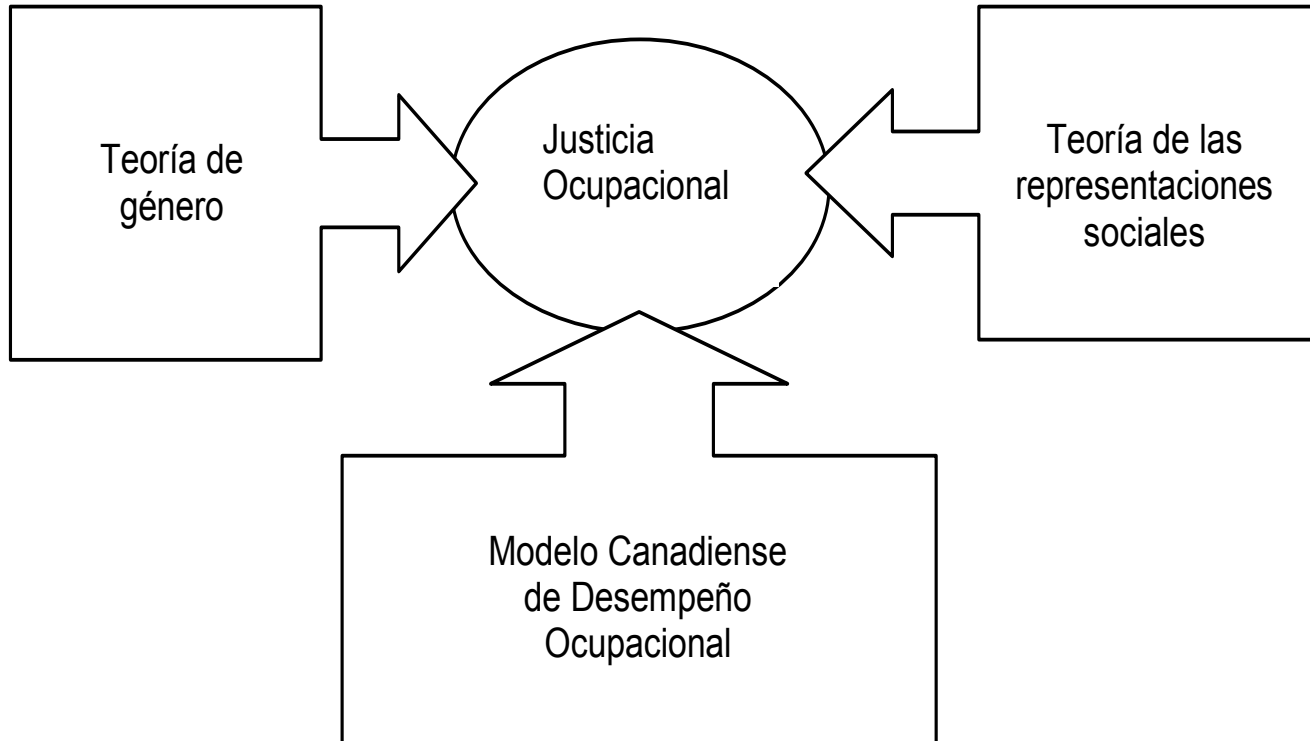 Teoría de
género
Justicia
Ocupacional
Teoría de las
representaciones
sociales
Modelo Canadiense
de Desempeño
Ocupacional